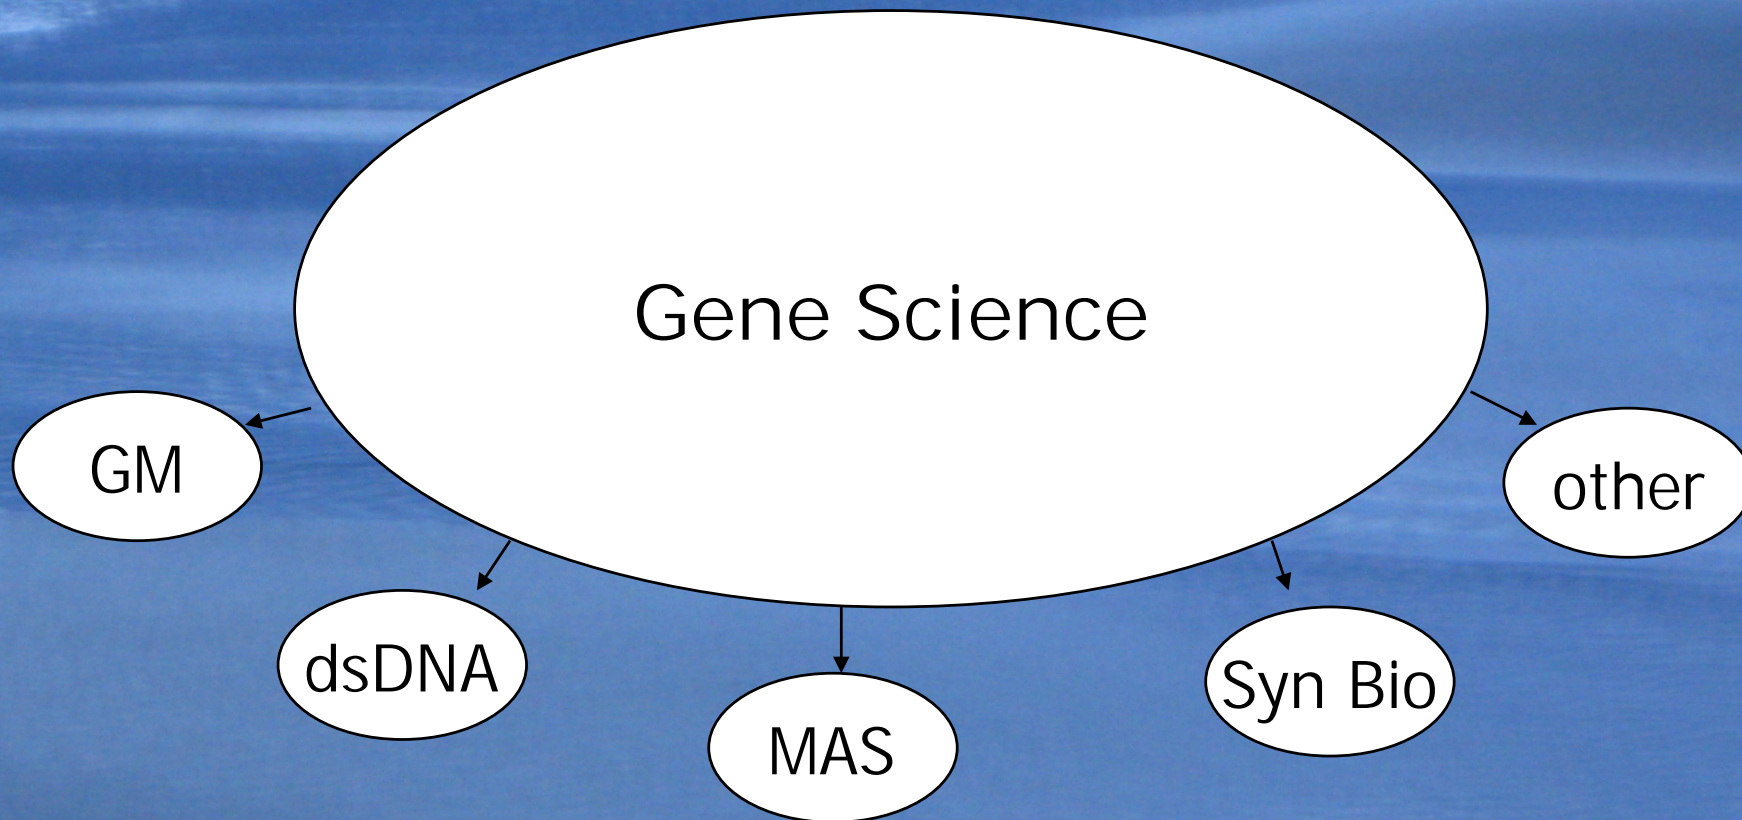 Gene Science
GM
dsDNA
MAS
Syn Bio
other